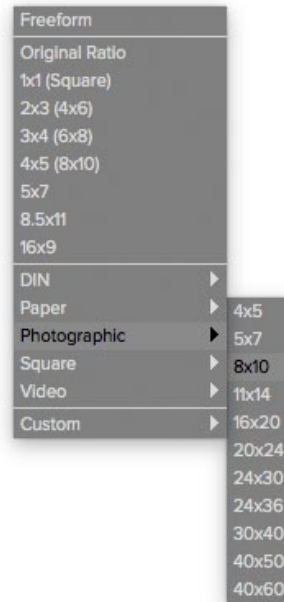 Freeform
Original Ratio
1x1 (Square)
2x3 (4x6)
3x4 (6x8)
4x5 (8x10)
5x7
8.5x11
16x9
DIN
Paper
Photographic
Square
Video
Custom
4x5
5x7
8x10
11x14
16x20
20x24
24x30
24x36
30x40
40x50
40x60